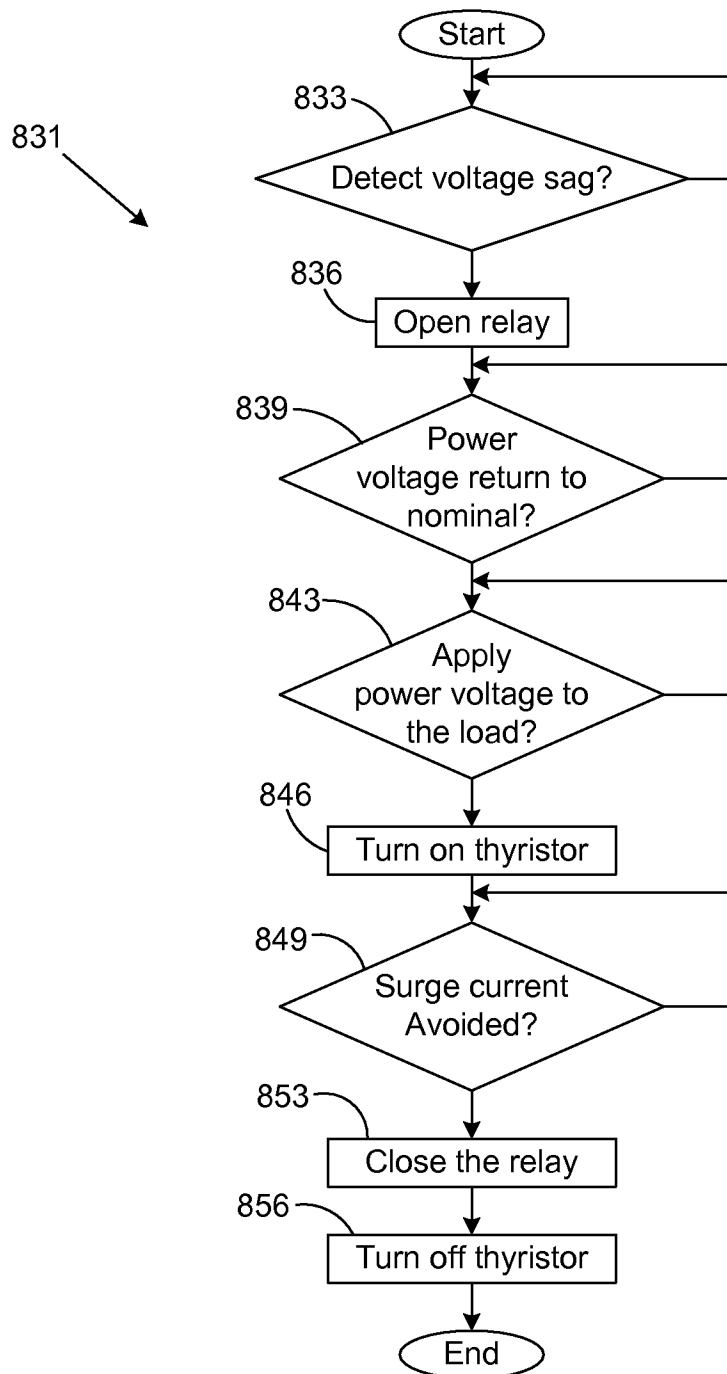 Start
833
831
Detect voltage sag?
836
Open relay
839
Power
voltage return to
nominal?
843
Apply
power voltage to
the load?
846
Turn on thyristor
849
Surge current
Avoided?
853
Close the relay
856
Turn off thyristor
End